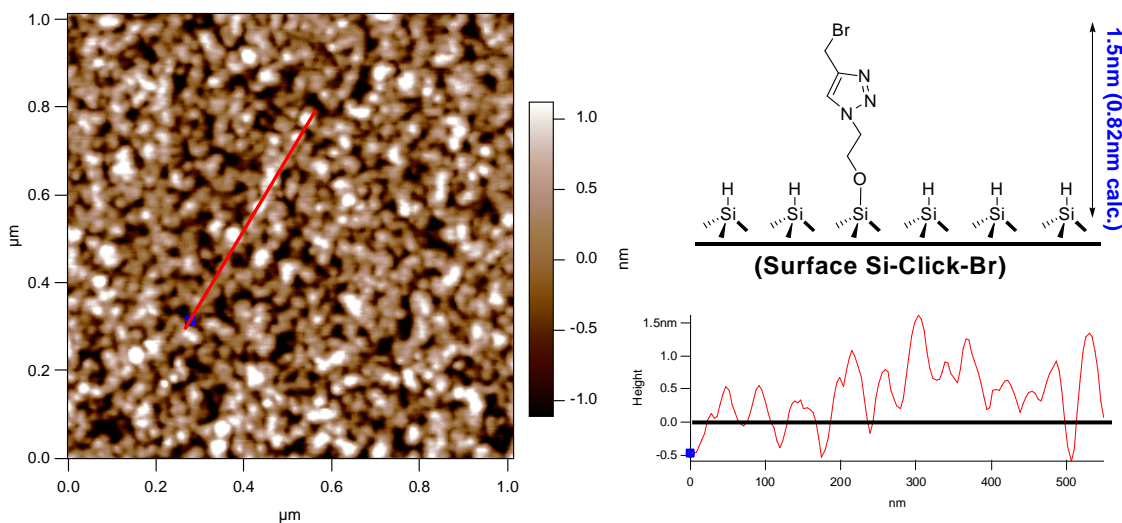 1.0
0.8
0.6
0.4
0.2
0.0
µm
0.0
0.2
0.4
0.6
0.8
1.0
µm
1.0
0.5
0.0
-0.5
-1.0
nm
Br
N
N
N
O
H
H
H
H
H
Si
Si
Si
Si
Si
Si
1.5nm (0.82nm calc.)
(Surface Si-Click-Br)
1.5nm
1.0
0.5
0.0
-0.5
Height
0
100
200
300
400
500
nm